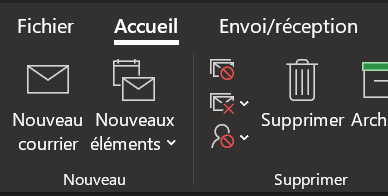 Fichier Accueil Envoi/réception
Nouveau courrier
Nouveaux éléments
Supprimer
Arch
Nouveau
Supprimer